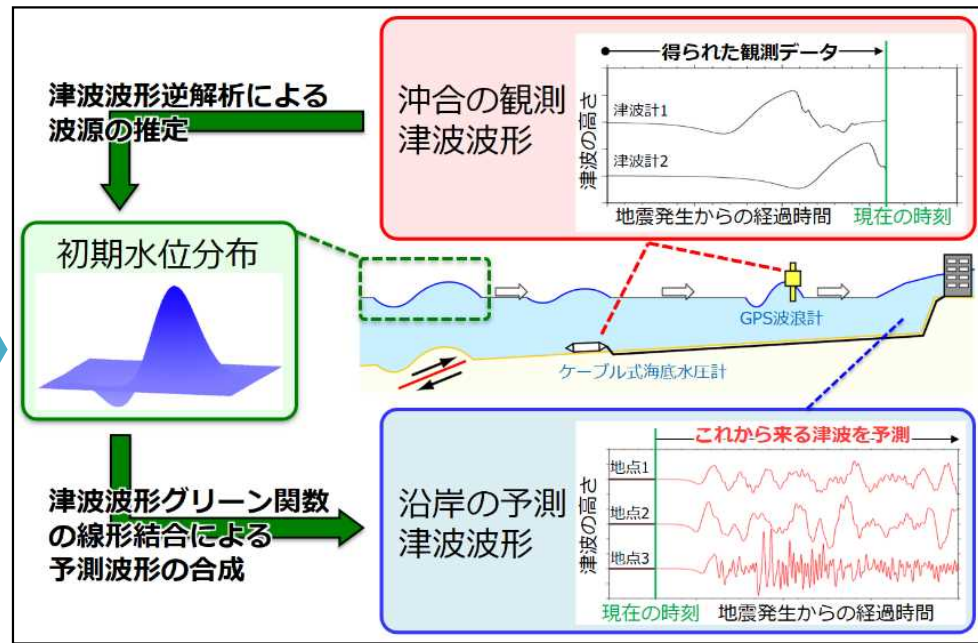 津波波形逆解析による
波源の推定
沖合の観測
津波波形
得られた観測データ
津波の高さ
津波計1
津波計2
地震発生からの経過時間
現在の時刻
初期水位分布
GPS波浪計
ケーブル式海底水圧計
津波波形グリーン関数
の線形結合による
予測波形の合成
沿岸の予測
津波波形
これから来る津波を予測
津波の高さ
地点1
地点2
地点3
現在の時刻
地震発生からの経過時間